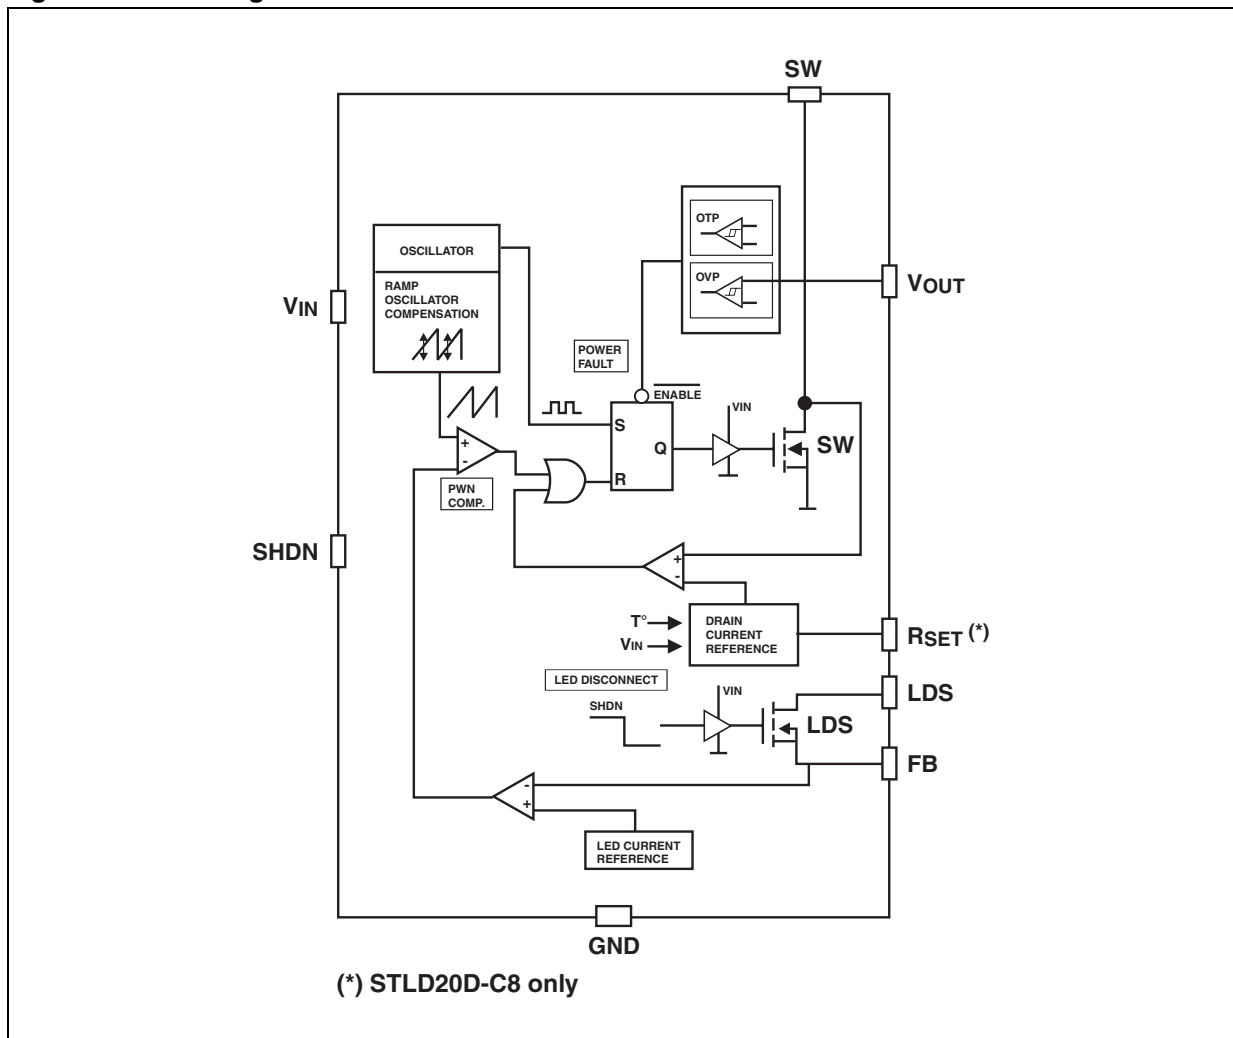 SW
OTP
OSCILLATOR
OVP
VOUT
RAMP
OSCILLATOR
COMPENSATION
VIN
POWER
FAULT
ENABLE
VIN
S
Q
SW
+
-
R
PWN
COMP.
SHDN
+
-
T°
DRAIN
CURRENT
REFERENCE
VIN
RSET (*)
LED DISCONNECT
VIN
LDS
SHDN
LDS
FB
-
+
LED CURRENT
REFERENCE
GND
(*) STLD20D-C8 only